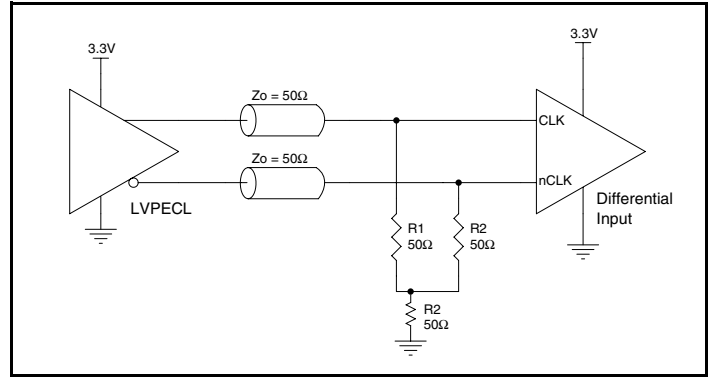 3.3V
3.3V
Zo = 50Ω
CLK
Zo = 50Ω
nCLK
LVPECL
Differential
Input
R1
50Ω
R2
50Ω
R2
50Ω